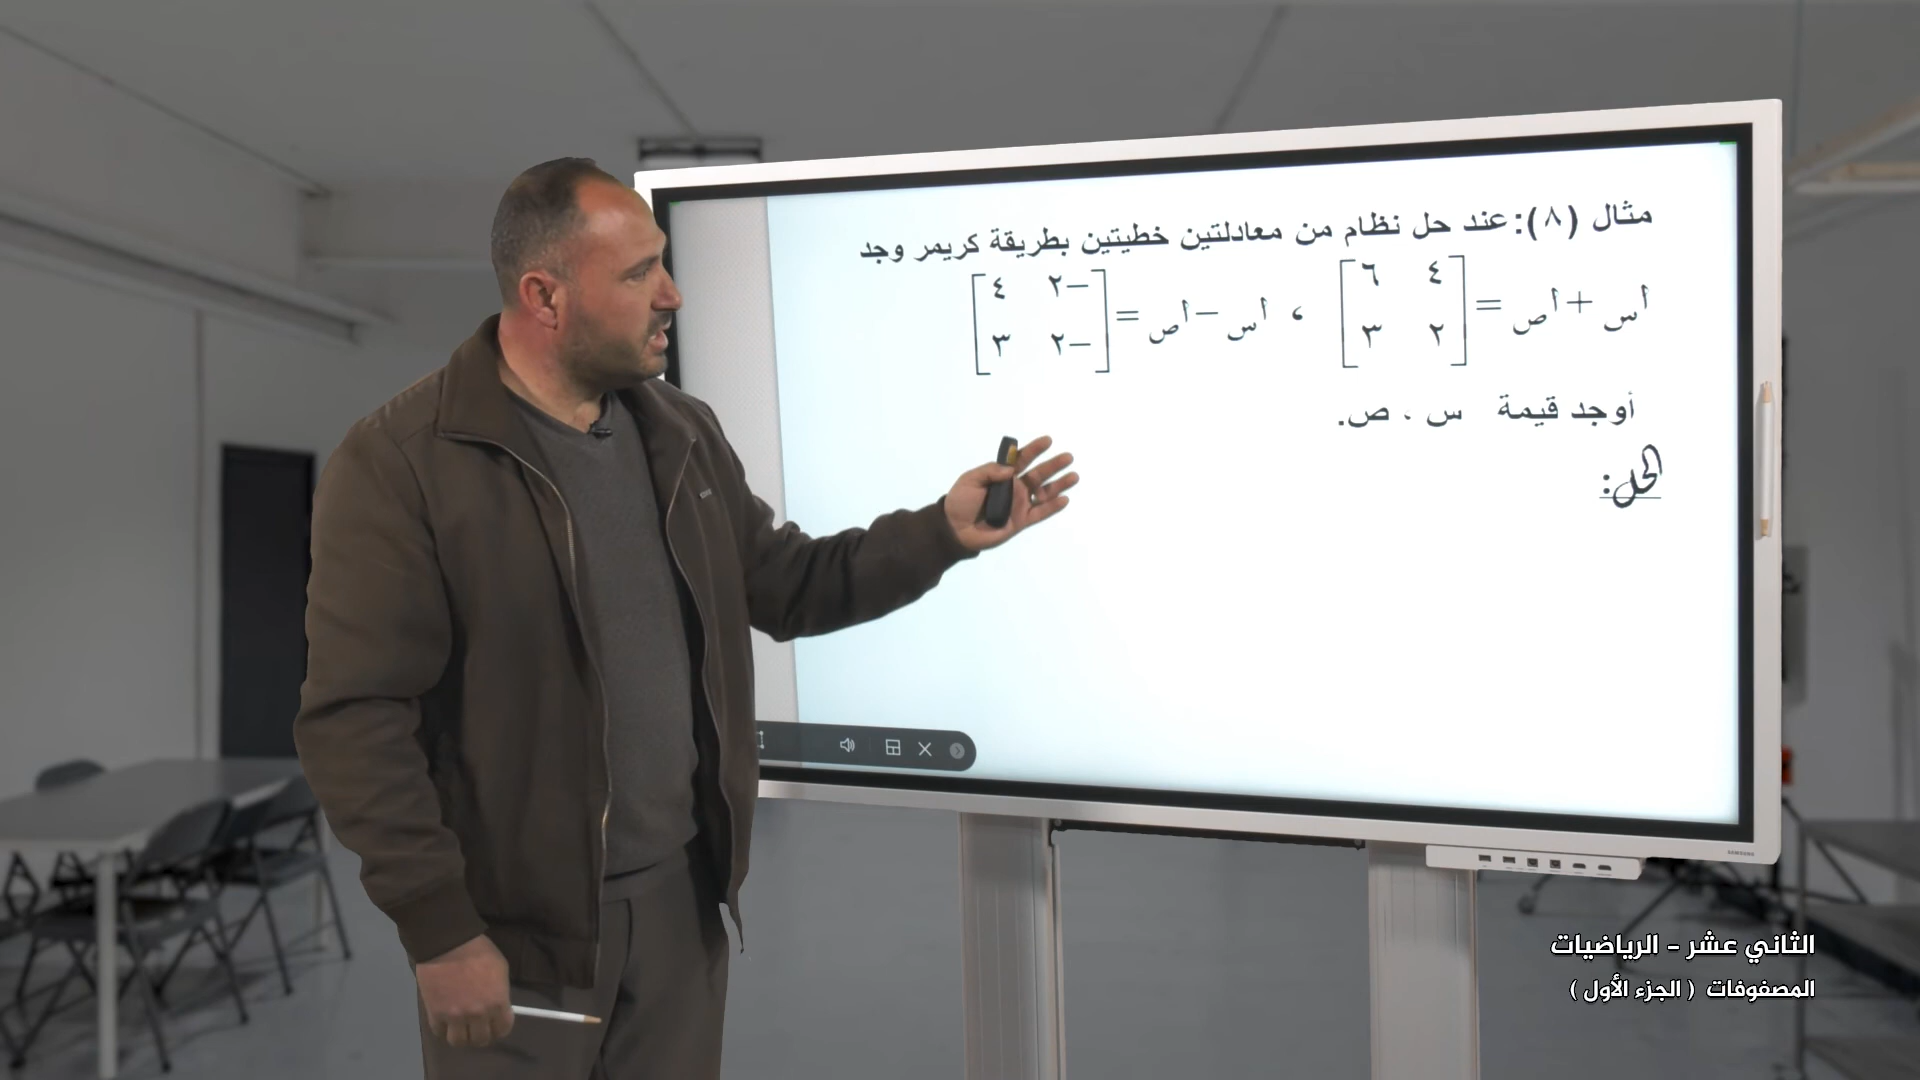 مثال (٨): عند حل نظام من معادلتين خطيتين بطريقة كريمر وجد
أس + أص = [٤ ٦ ، أس - أص = [-٢ ٤
٢ ٣] -٢ ٣]
أوجد قيمة س ، ص.
الحل:
SAMSUNG
الثاني عشر - الرياضيات
المصفوفات ( الجزء الأول )